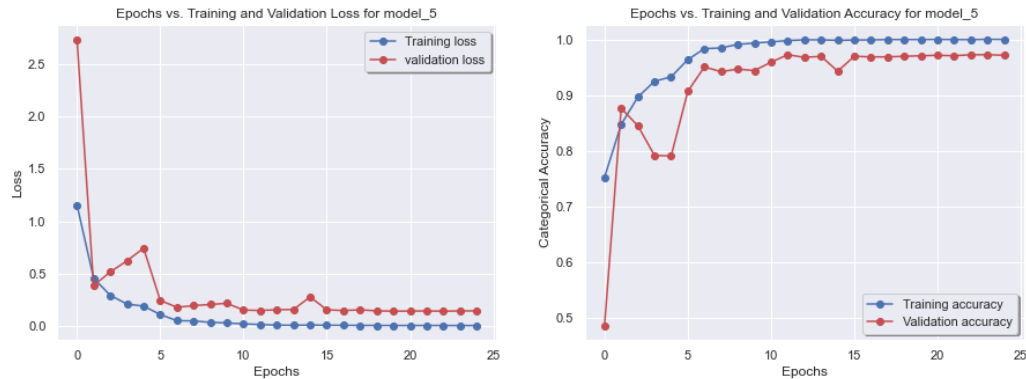 Epochs vs. Training and Validation Loss for model_5
Training loss
validation loss
2.5
2.0
1.5
1.0
0.5
0.0
Loss
0 5 10 15 20 25
Epochs
Epochs vs. Training and Validation Accuracy for model_5
1.0
0.9
0.8
0.7
0.6
0.5
Categorical Accuracy
Training accuracy
Validation accuracy
0 5 10 15 20 25
Epochs